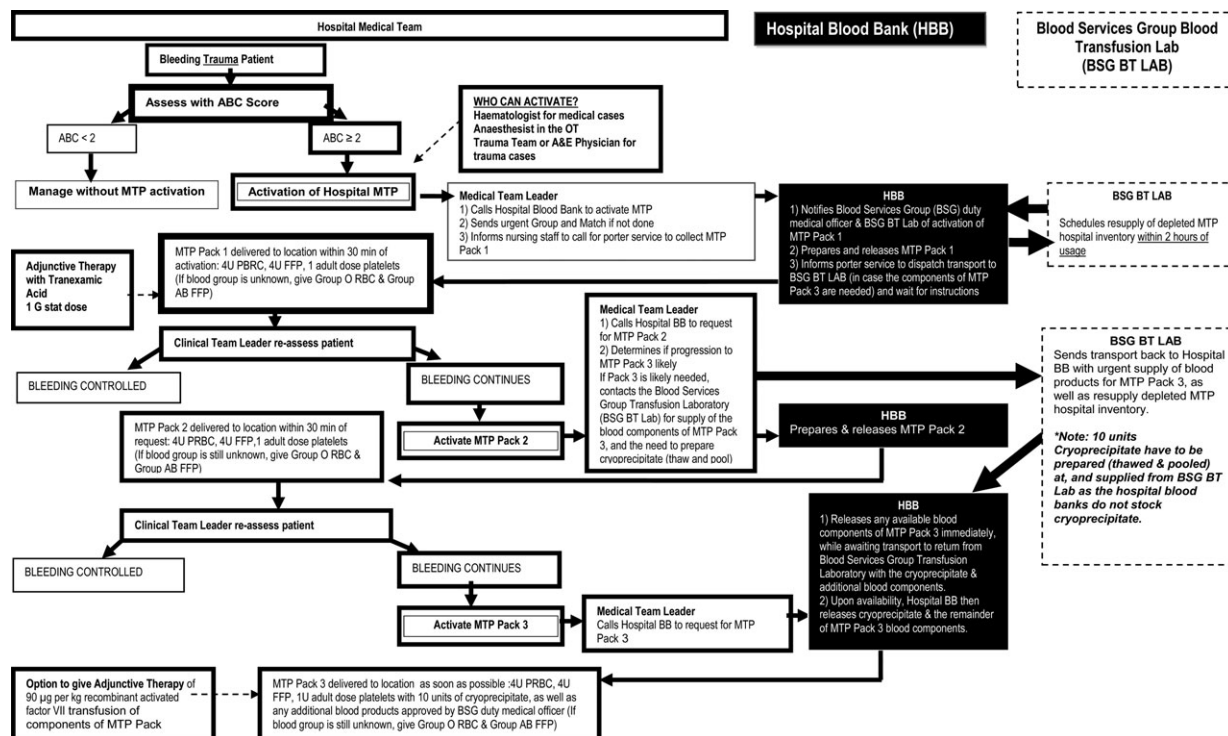 Hospital Medical Team
Hospital Blood Bank (HBB)
Blood Services Group Blood
Transfusion Lab
(BSG BT LAB)
Bleeding Trauma Patient
Assess with ABC Score
ABC < 2
ABC ≥ 2
WHO CAN ACTIVATE?
Haematologist for medical cases
Anaesthesist in the OT
Trauma Team or A&E Physician for
trauma cases
Manage without MTP activation
Activation of Hospital MTP
Medical Team Leader
1) Calls Hospital Blood Bank to activate MTP
2) Sends urgent Group and Match if not done
3) Informs nursing staff to call for porter service to collect MTP
Pack 1
HBB
1) Notifies Blood Services Group (BSG) duty
medical officer & BSG BT Lab of activation of
MTP Pack 1
2) Prepares and releases MTP Pack 1
3) Informs porter service to dispatch transport to
BSG BT LAB (in case the components of MTP
Pack 3 are needed) and wait for instructions
BSG BT LAB
Schedules resupply of depleted MTP
hospital inventory within 2 hours of
usage
Adjunctive Therapy
with Tranexamic
Acid
1 G stat dose
MTP Pack 1 delivered to location within 30 min of
activation: 4U PBRC, 4U FFP, 1 adult dose platelets
(If blood group is unknown, give Group O RBC & Group
AB FFP)
Clinical Team Leader re-assess patient
BLEEDING CONTROLLED
BLEEDING CONTINUES
Activate MTP Pack 2
Medical Team Leader
1) Calls Hospital BB to request
for MTP Pack 2
2) Determines if progression to
MTP Pack 3 likely
If Pack 3 is likely needed,
contacts the Blood Services
Group Transfusion Laboratory
(BSG BT Lab) for supply of the
blood components of MTP Pack
3, and the need to prepare
cryoprecipitate (thaw and pool)
HBB
Prepares & releases MTP Pack 2
BSG BT LAB
Sends transport back to Hospital
BB with urgent supply of blood
products for MTP Pack 3, as
well as resupply depleted MTP
hospital inventory.
*Note: 10 units
Cryoprecipitate have to be
prepared (thawed & pooled)
at, and supplied from BSG BT
Lab as the hospital blood
banks do not stock
cryoprecipitate.
MTP Pack 2 delivered to location within 30 min of
request: 4U PRBC, 4U FFP,1 adult dose platelets
(If blood group is still unknown, give Group O RBC &
Group AB FFP)
Clinical Team Leader re-assess patient
BLEEDING CONTROLLED
BLEEDING CONTINUES
Activate MTP Pack 3
Medical Team Leader
Calls Hospital BB to request for MTP
Pack 3
HBB
1) Releases any available blood
components of MTP Pack 3 immediately,
while awaiting transport to return from
Blood Services Group Transfusion
Laboratory with the cryoprecipitate &
additional blood components.
2) Upon availability, Hospital BB then
releases cryoprecipitate & the remainder
of MTP Pack 3 blood components.
Option to give Adjunctive Therapy of
90 µg per kg recombinant activated
factor VII transfusion of
components of MTP Pack
MTP Pack 3 delivered to location as soon as possible :4U PRBC, 4U
FFP, 1U adult dose platelets with 10 units of cryoprecipitate, as well as
any additional blood products approved by BSG duty medical officer (If
blood group is still unknown, give Group O RBC & Group AB FFP)